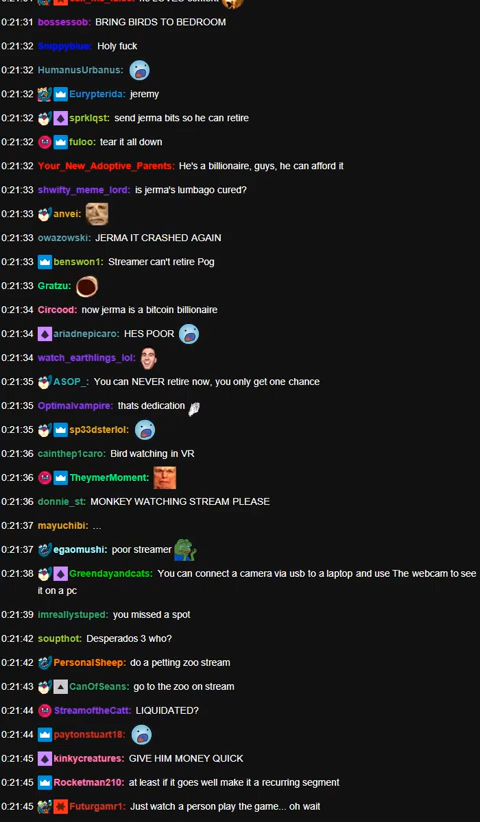 0:21:31 bossessob: BRING BIRDS TO BEDROOM
0:21:32 Snippyblue: Holy fuck
0:21:32 HumanusUrbanus:
0:21:32 Eurypterida: jeremy
0:21:32 sprklqst: send jerma bits so he can retire
0:21:32 fuloo: tear it all down
0:21:32 Your_New_Adoptive_Parents: He's a billionaire, guys, he can afford it
0:21:33 shwifty_meme_lord: is jerma's lumbago cured?
0:21:33 anvei:
0:21:33 owazowski: JERMA IT CRASHED AGAIN
0:21:33 benswon1: Streamer can't retire Pog
0:21:33 Gratzu:
0:21:34 Circood: now jerma is a bitcoin billionaire
0:21:34 ariadnepicaro: HES POOR
0:21:34 watch_earthlings_lol:
0:21:35 ASOP_: You can NEVER retire now, you only get one chance
0:21:35 Optimalvampire: thats dedication
0:21:35 sp33dsterlol:
0:21:36 cainthep1caro: Bird watching in VR
0:21:36 TheymerMoment:
0:21:36 donnie_st: MONKEY WATCHING STREAM PLEASE
0:21:37 mayuchibi: ...
0:21:37 egaomushi: poor streamer
0:21:38 Greendayandcats: You can connect a camera via usb to a laptop and use The webcam to see
it on a pc
0:21:39 imreallystuped: you missed a spot
0:21:42 soupthot: Desperados 3 who?
0:21:42 PersonalSheep: do a petting zoo stream
0:21:43 CanOfSeans: go to the zoo on stream
0:21:44 StreamoftheCatt: LIQUIDATED?
0:21:44 paytonstuart18:
0:21:45 kinkycreatures: GIVE HIM MONEY QUICK
0:21:45 Rocketman210: at least if it goes well make it a recurring segment
0:21:45 Futurgamr1: Just watch a person play the game... oh wait